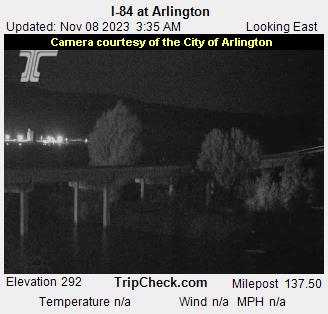 I-84 at Arlington
Updated: Nov 08 2023 3:35 AM Looking East
Camera courtesy of the City of Arlington
Elevation 292 TripCheck.com Milepost 137.50
Temperature n/a Wind n/a MPH n/a